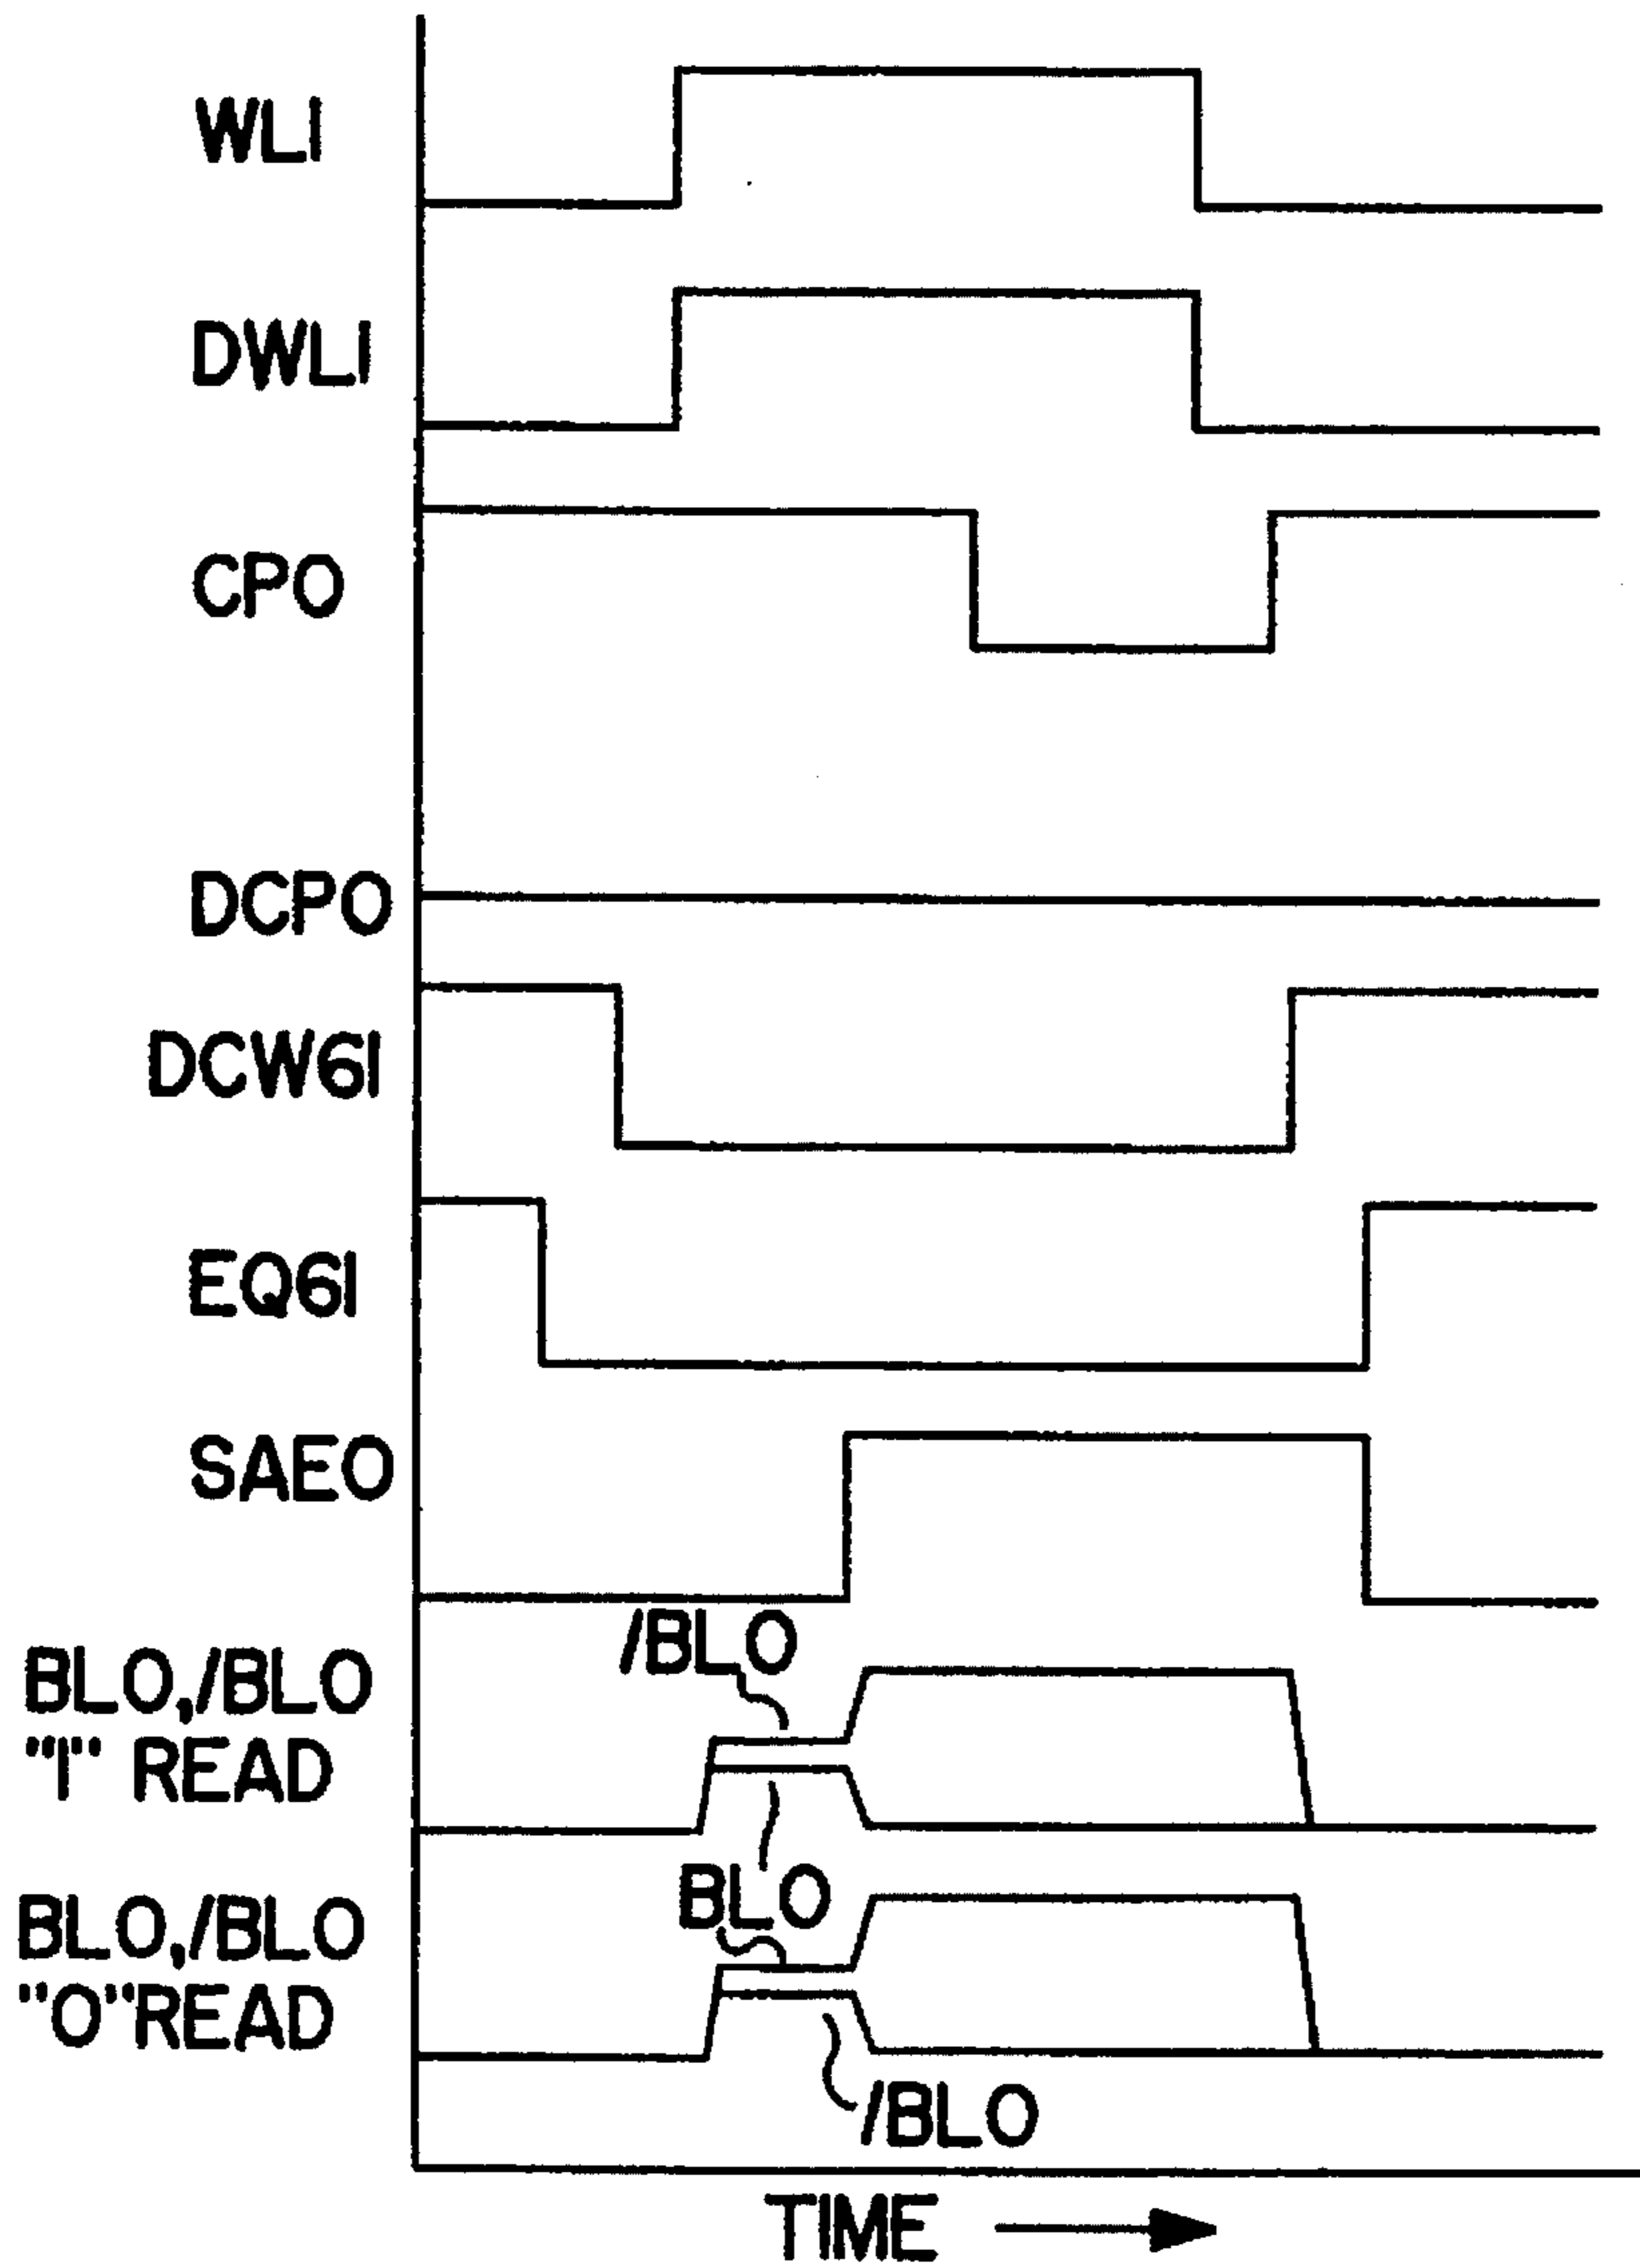 WL1
DWL1
CP0
DCP0
DCW61
EQ61
SAE0
/BL0
BL0,/BL0
"1" READ
BL0
BL0,/BL0
"0" READ
/BL0
TIME